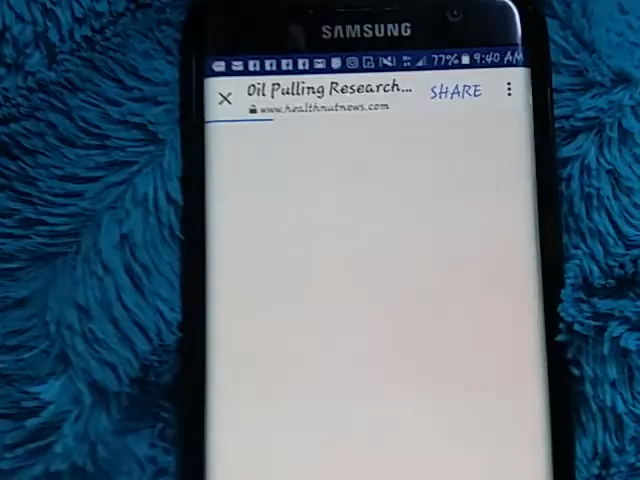 SAMSUNG
77% 9:40 AM
Oil Pulling Research... SHARE
www.healthnutnews.com